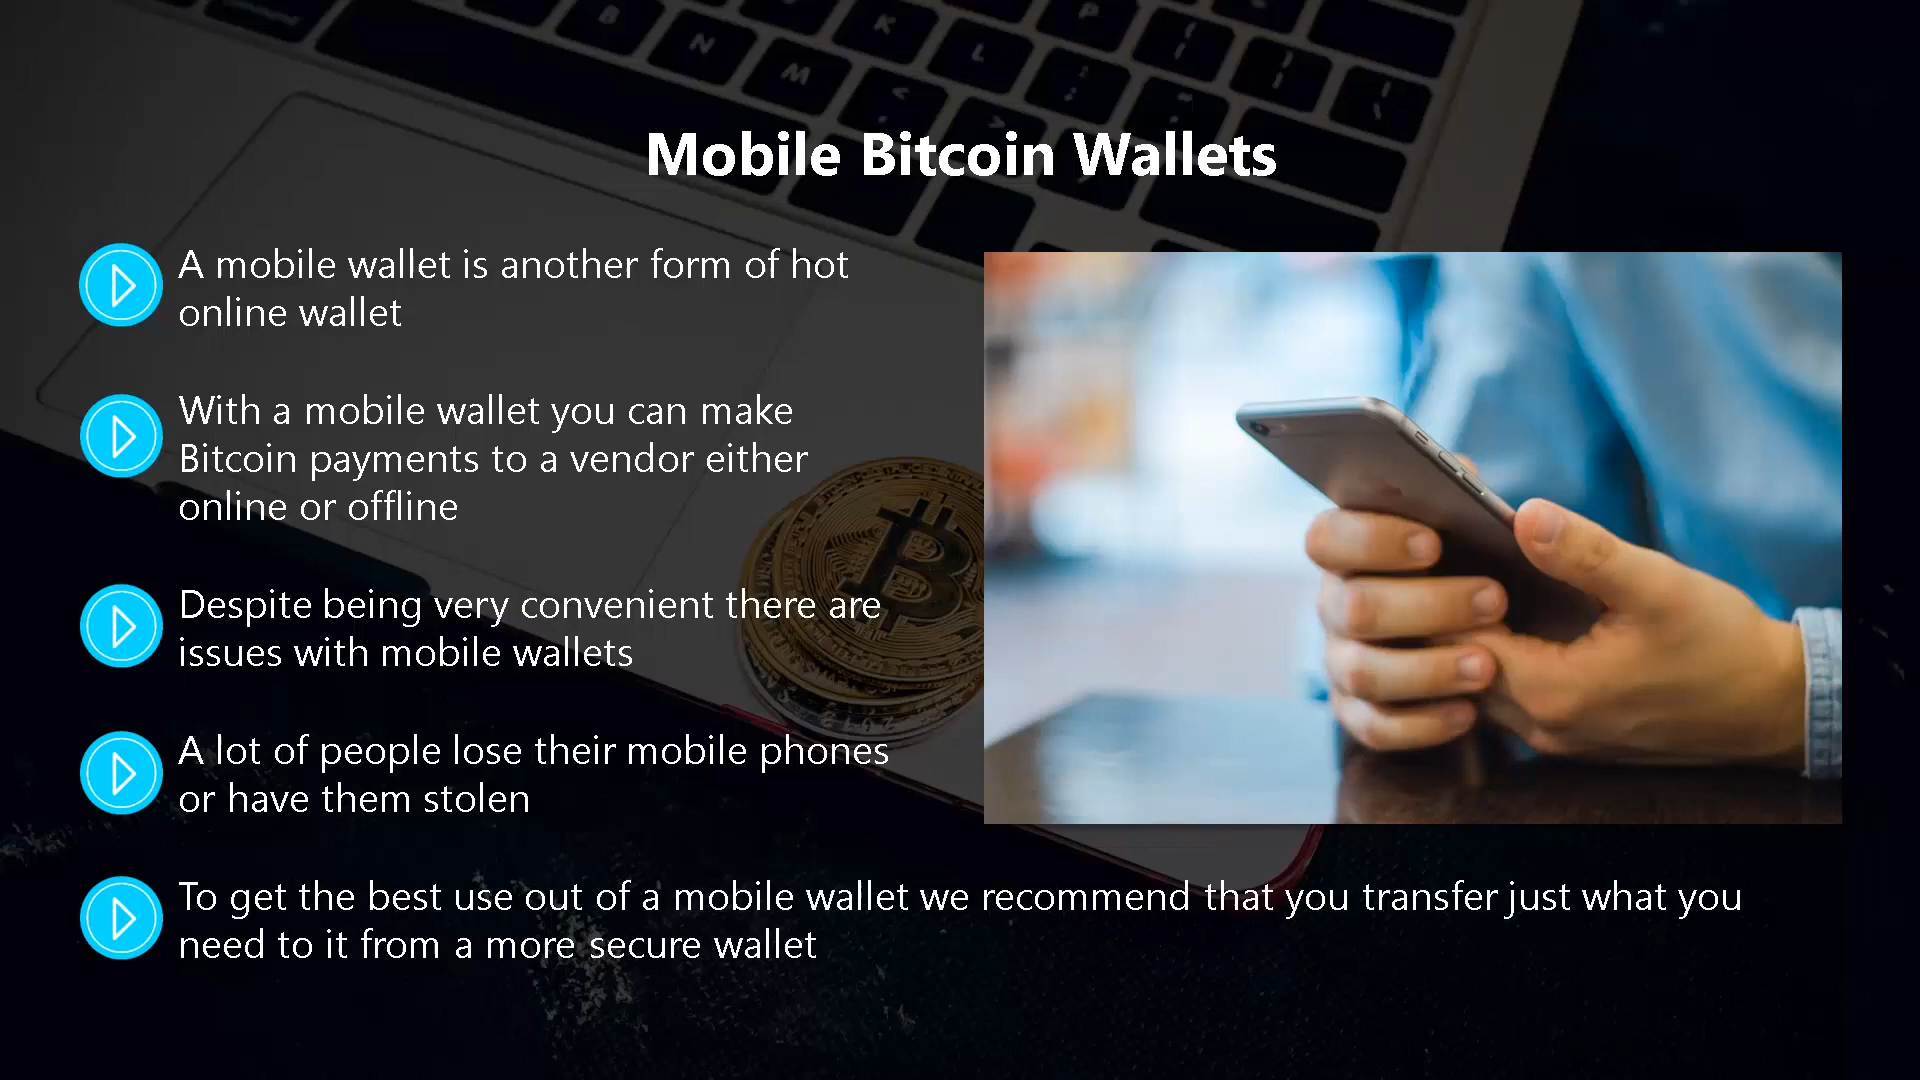 Mobile Bitcoin Wallets
A mobile wallet is another form of hot
online wallet
With a mobile wallet you can make
Bitcoin payments to a vendor either
online or offline
Despite being very convenient there are
issues with mobile wallets
A lot of people lose their mobile phones
or have them stolen
To get the best use out of a mobile wallet we recommend that you transfer just what you
need to it from a more secure wallet